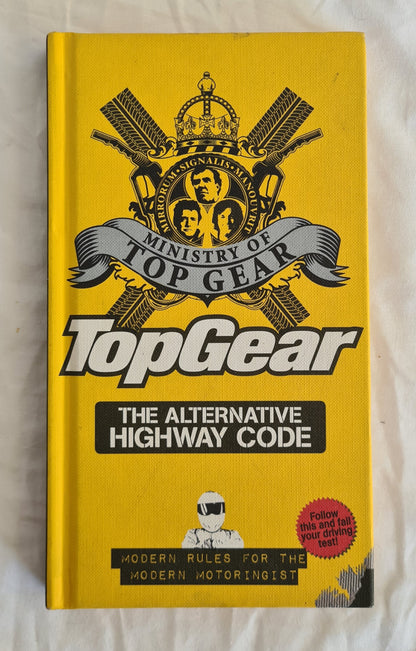 MIRRORUM • SIGNALIS • MANOUVRIT
MINISTRY OF
TOP GEAR
TopGear
THE ALTERNATIVE
HIGHWAY CODE
Follow
this and fail
your driving
test!
MODERN RULES FOR THE
MODERN MOTORINGIST